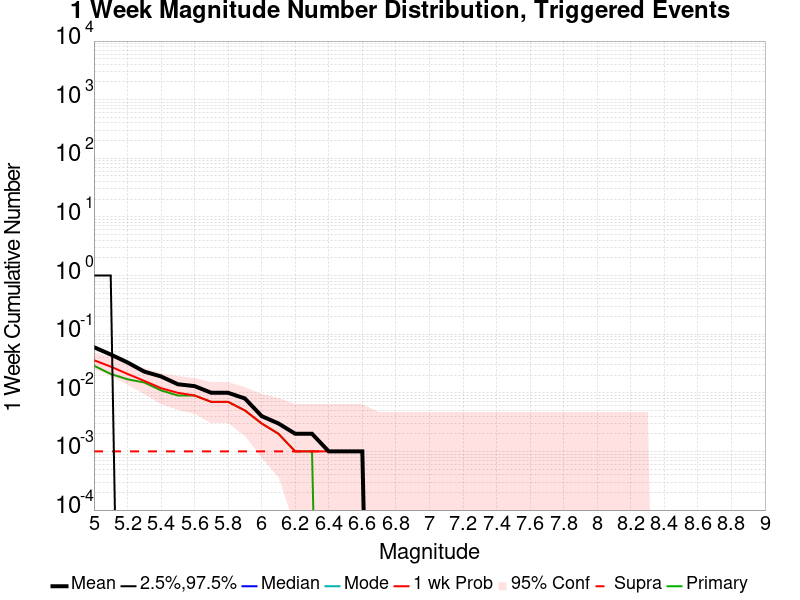 1 Week Magnitude Number Distribution, Triggered Events
1 Week Cumulative Number
10^4
10^3
10^2
10^1
10^0
10^-1
10^-2
10^-3
10^-4
5 5.2 5.4 5.6 5.8 6 6.2 6.4 6.6 6.8 7 7.2 7.4 7.6 7.8 8 8.2 8.4 8.6 8.8 9
Magnitude
Mean 2.5%,97.5% Median Mode 1 wk Prob 95% Conf Supra Primary